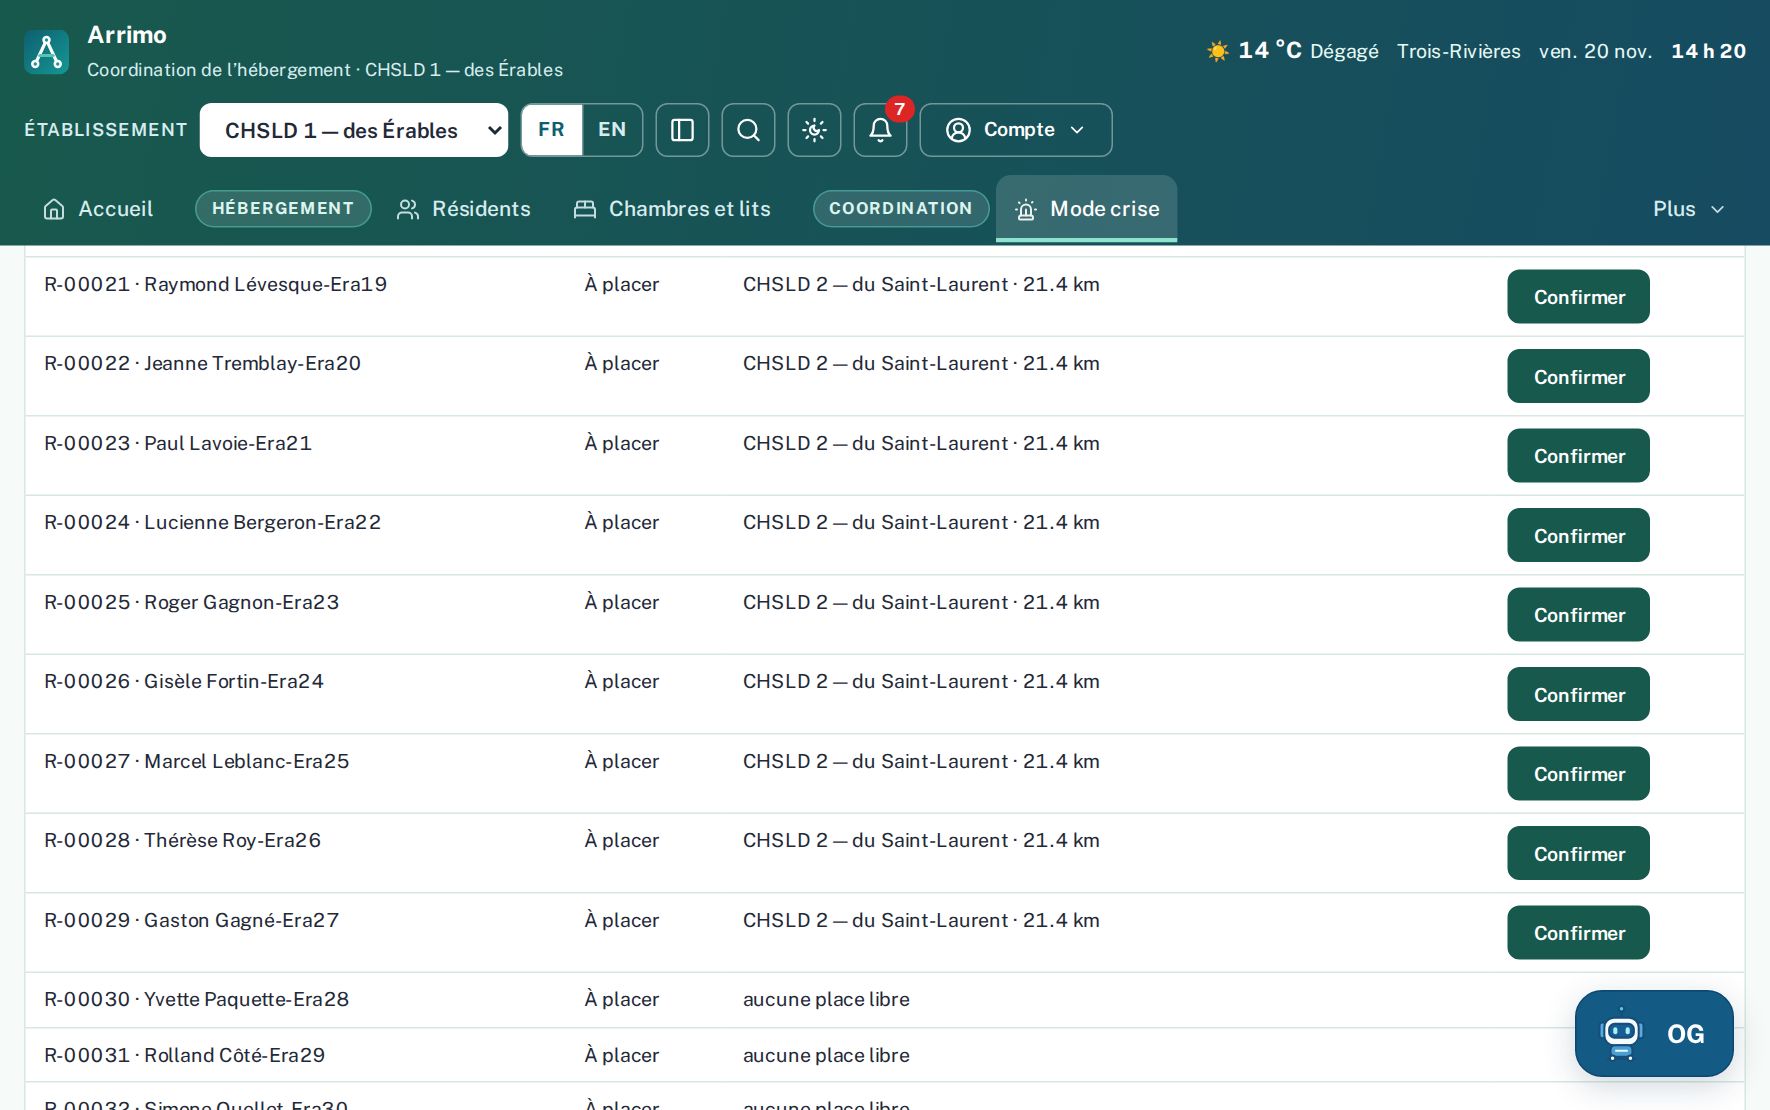 Arrimo
Coordination de l'hébergement · CHSLD 1 — des Érables
☀️ 14 °C Dégagé Trois-Rivières ven. 20 nov. 14 h 20
ÉTABLISSEMENT CHSLD 1 — des Érables FR EN 7 Compte
Accueil HÉBERGEMENT Résidents Chambres et lits COORDINATION Mode crise Plus
R-00021 · Raymond Lévesque-Era19 À placer CHSLD 2 — du Saint-Laurent · 21.4 km Confirmer
R-00022 · Jeanne Tremblay-Era20 À placer CHSLD 2 — du Saint-Laurent · 21.4 km Confirmer
R-00023 · Paul Lavoie-Era21 À placer CHSLD 2 — du Saint-Laurent · 21.4 km Confirmer
R-00024 · Lucienne Bergeron-Era22 À placer CHSLD 2 — du Saint-Laurent · 21.4 km Confirmer
R-00025 · Roger Gagnon-Era23 À placer CHSLD 2 — du Saint-Laurent · 21.4 km Confirmer
R-00026 · Gisèle Fortin-Era24 À placer CHSLD 2 — du Saint-Laurent · 21.4 km Confirmer
R-00027 · Marcel Leblanc-Era25 À placer CHSLD 2 — du Saint-Laurent · 21.4 km Confirmer
R-00028 · Thérèse Roy-Era26 À placer CHSLD 2 — du Saint-Laurent · 21.4 km Confirmer
R-00029 · Gaston Gagné-Era27 À placer CHSLD 2 — du Saint-Laurent · 21.4 km Confirmer
R-00030 · Yvette Paquette-Era28 À placer aucune place libre
R-00031 · Rolland Côté-Era29 À placer aucune place libre
OG
R-00032 · Simone Ouellet-Era30 À placer aucune place libre